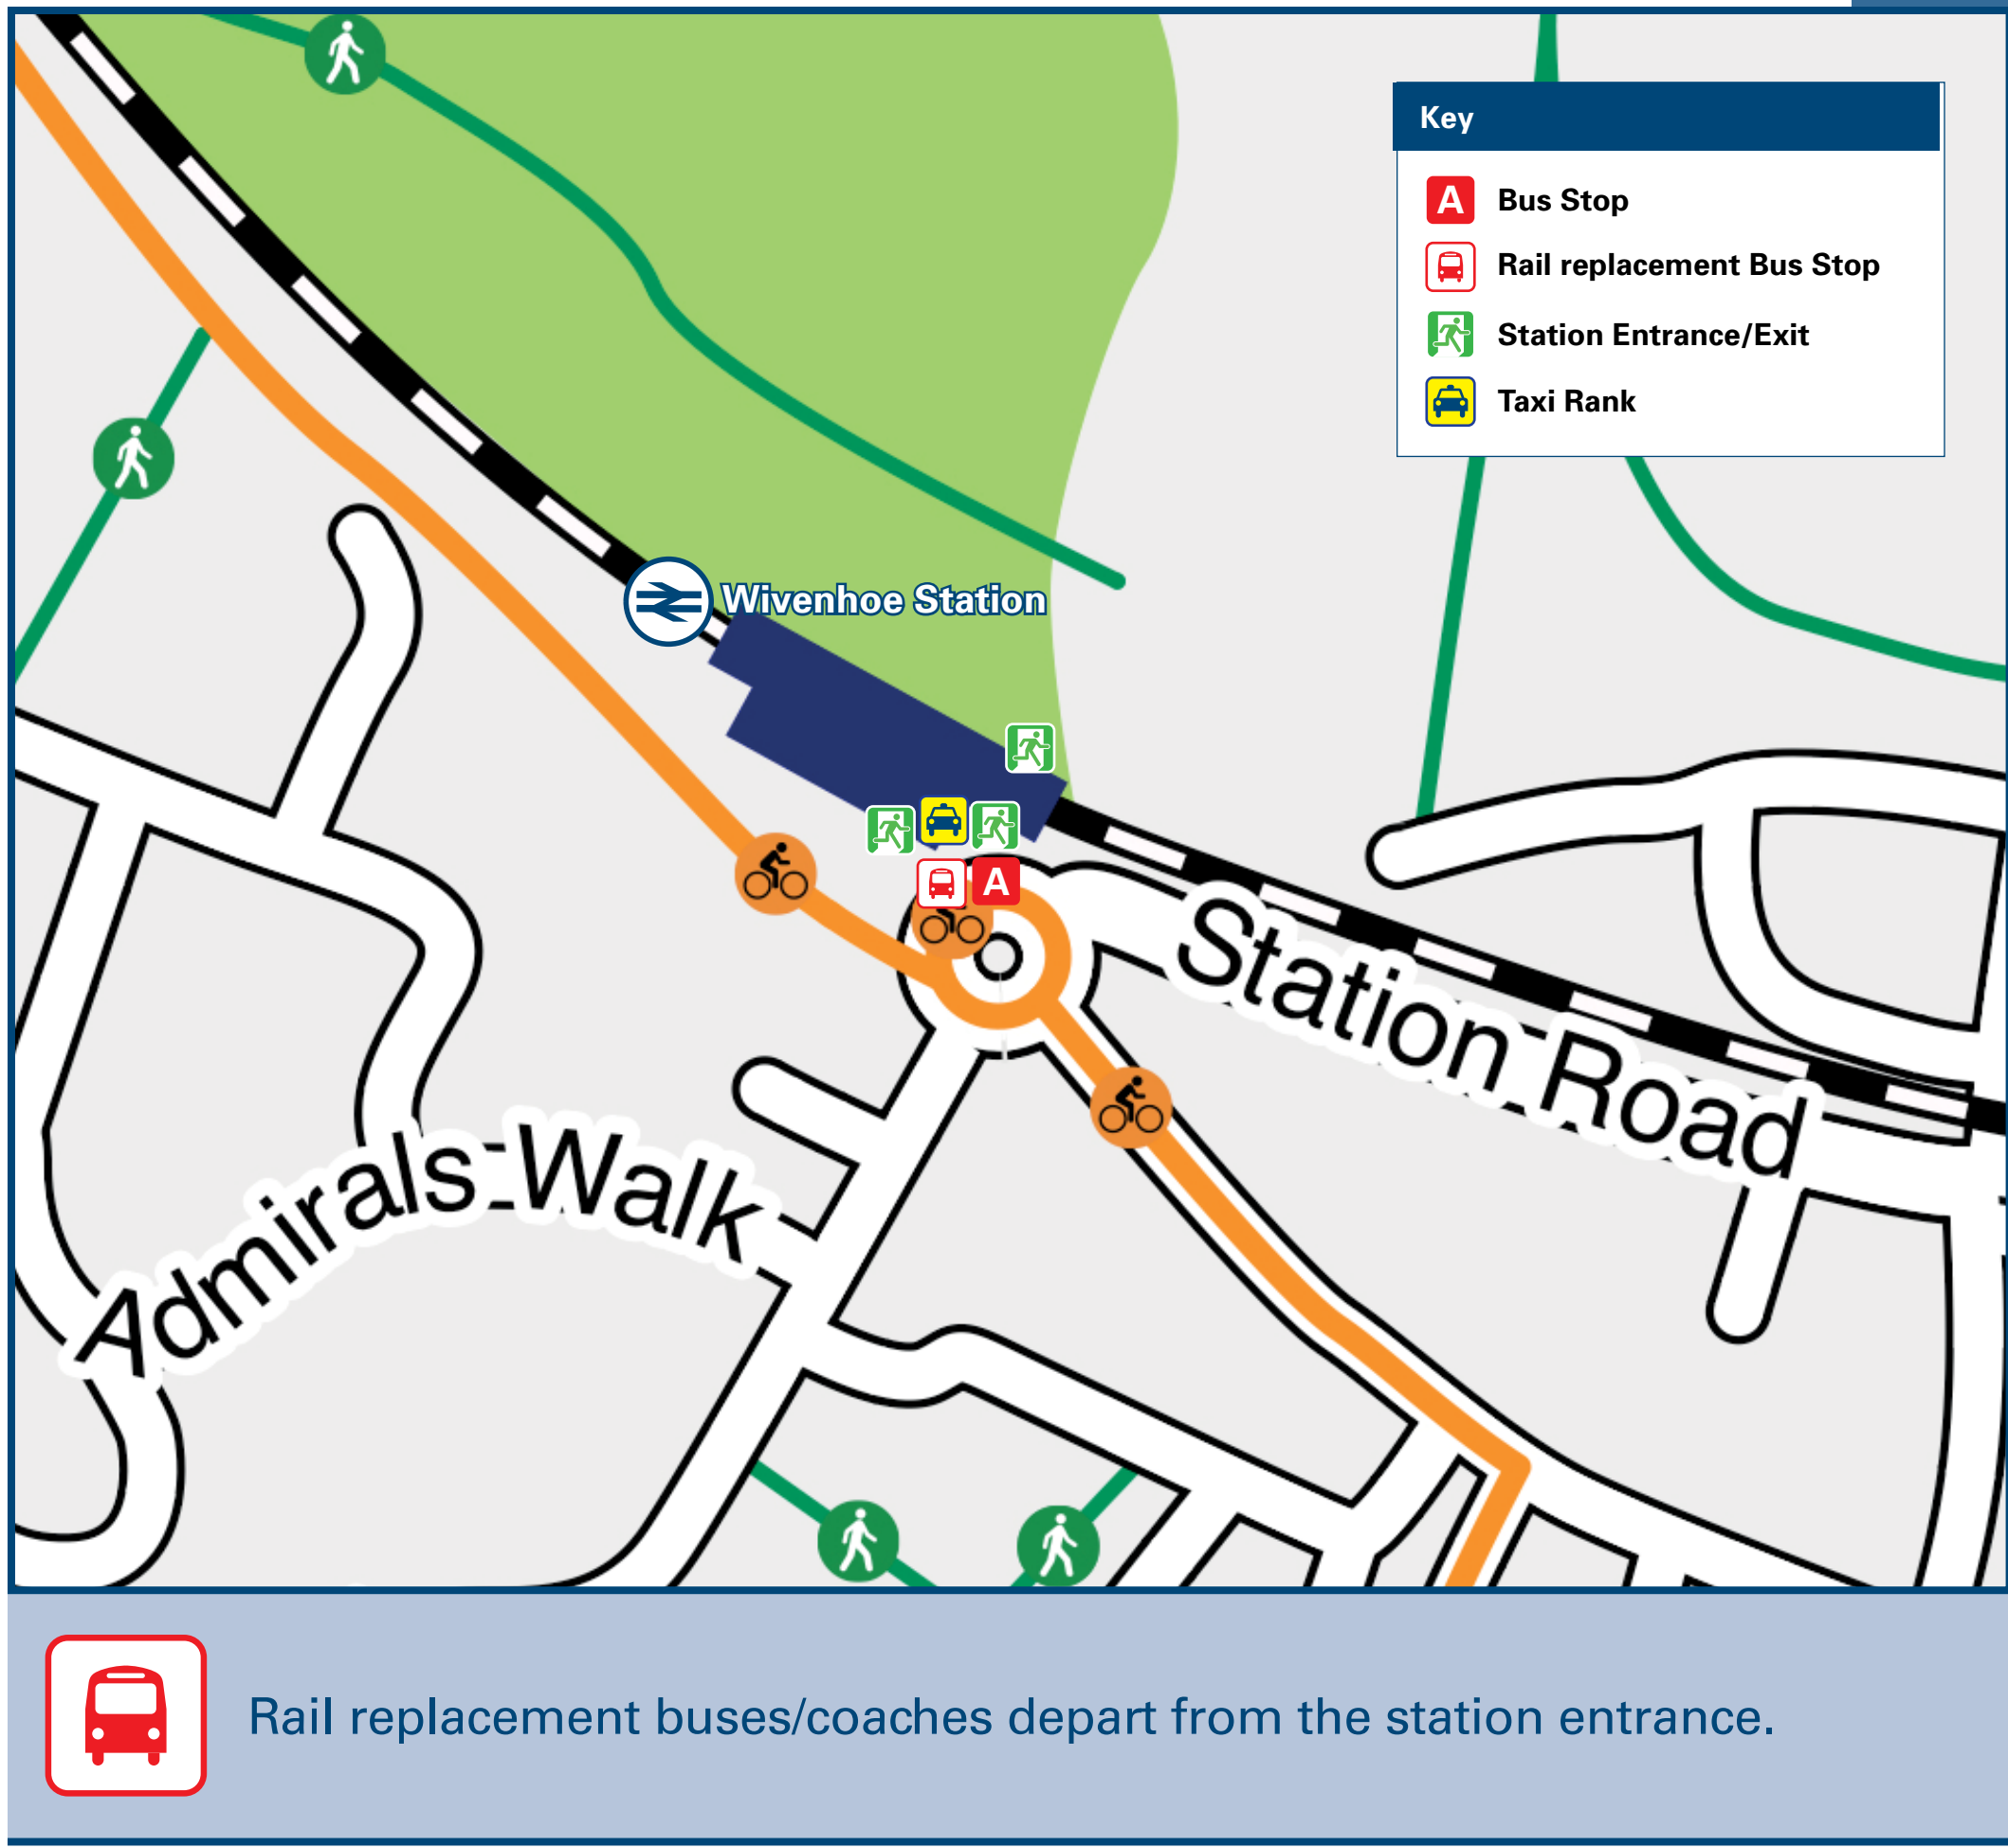 Key
A Bus Stop
Rail replacement Bus Stop
Station Entrance/Exit
Taxi Rank
Wivenhoe Station
A
Station Road
Admirals Walk
Rail replacement buses/coaches depart from the station entrance.